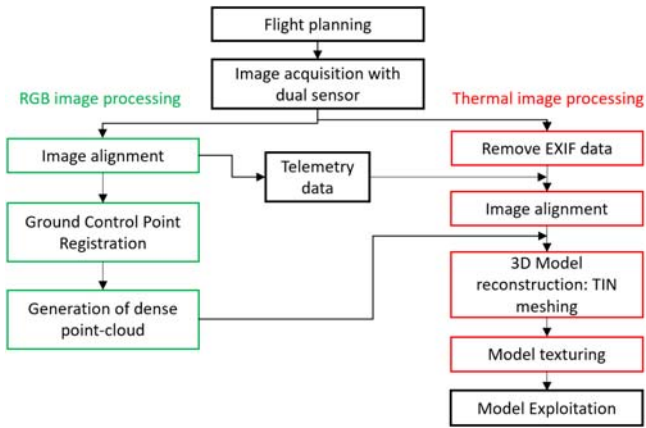 Flight planning
Image acquisition with
dual sensor
RGB image processing
Thermal image processing
Image alignment
Telemetry
data
Remove EXIF data
Ground Control Point
Registration
Image alignment
Generation of dense
point-cloud
3D Model
reconstruction: TIN
meshing
Model texturing
Model Exploitation